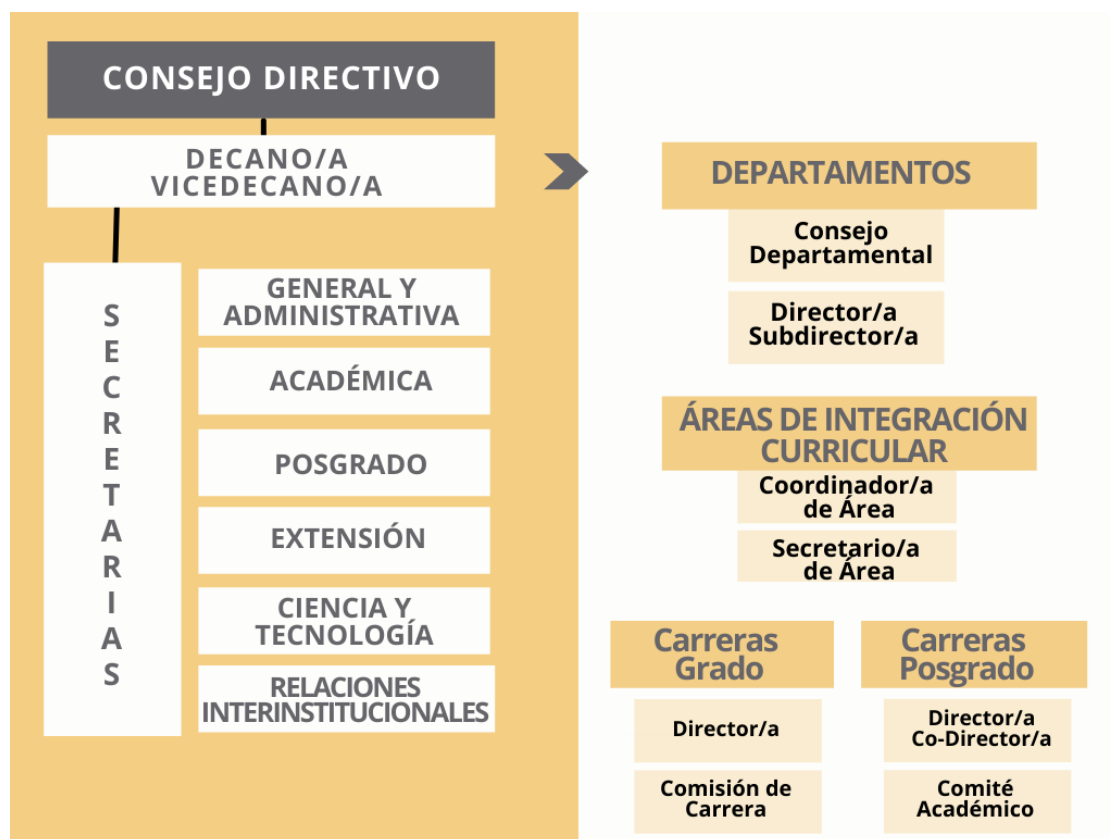 CONSEJO DIRECTIVO
DECANO/A
VICEDECANO/A
SECRETARIAS
GENERAL Y
ADMINISTRATIVA
ACADÉMICA
POSGRADO
EXTENSIÓN
CIENCIA Y
TECNOLOGÍA
RELACIONES
INTERINSTITUCIONALES
DEPARTAMENTOS
Consejo
Departamental
Director/a
Subdirector/a
ÁREAS DE INTEGRACIÓN
CURRICULAR
Coordinador/a
de Área
Secretario/a
de Área
Carreras
Grado
Director/a
Comisión de
Carrera
Carreras
Posgrado
Director/a
Co-Director/a
Comité
Académico